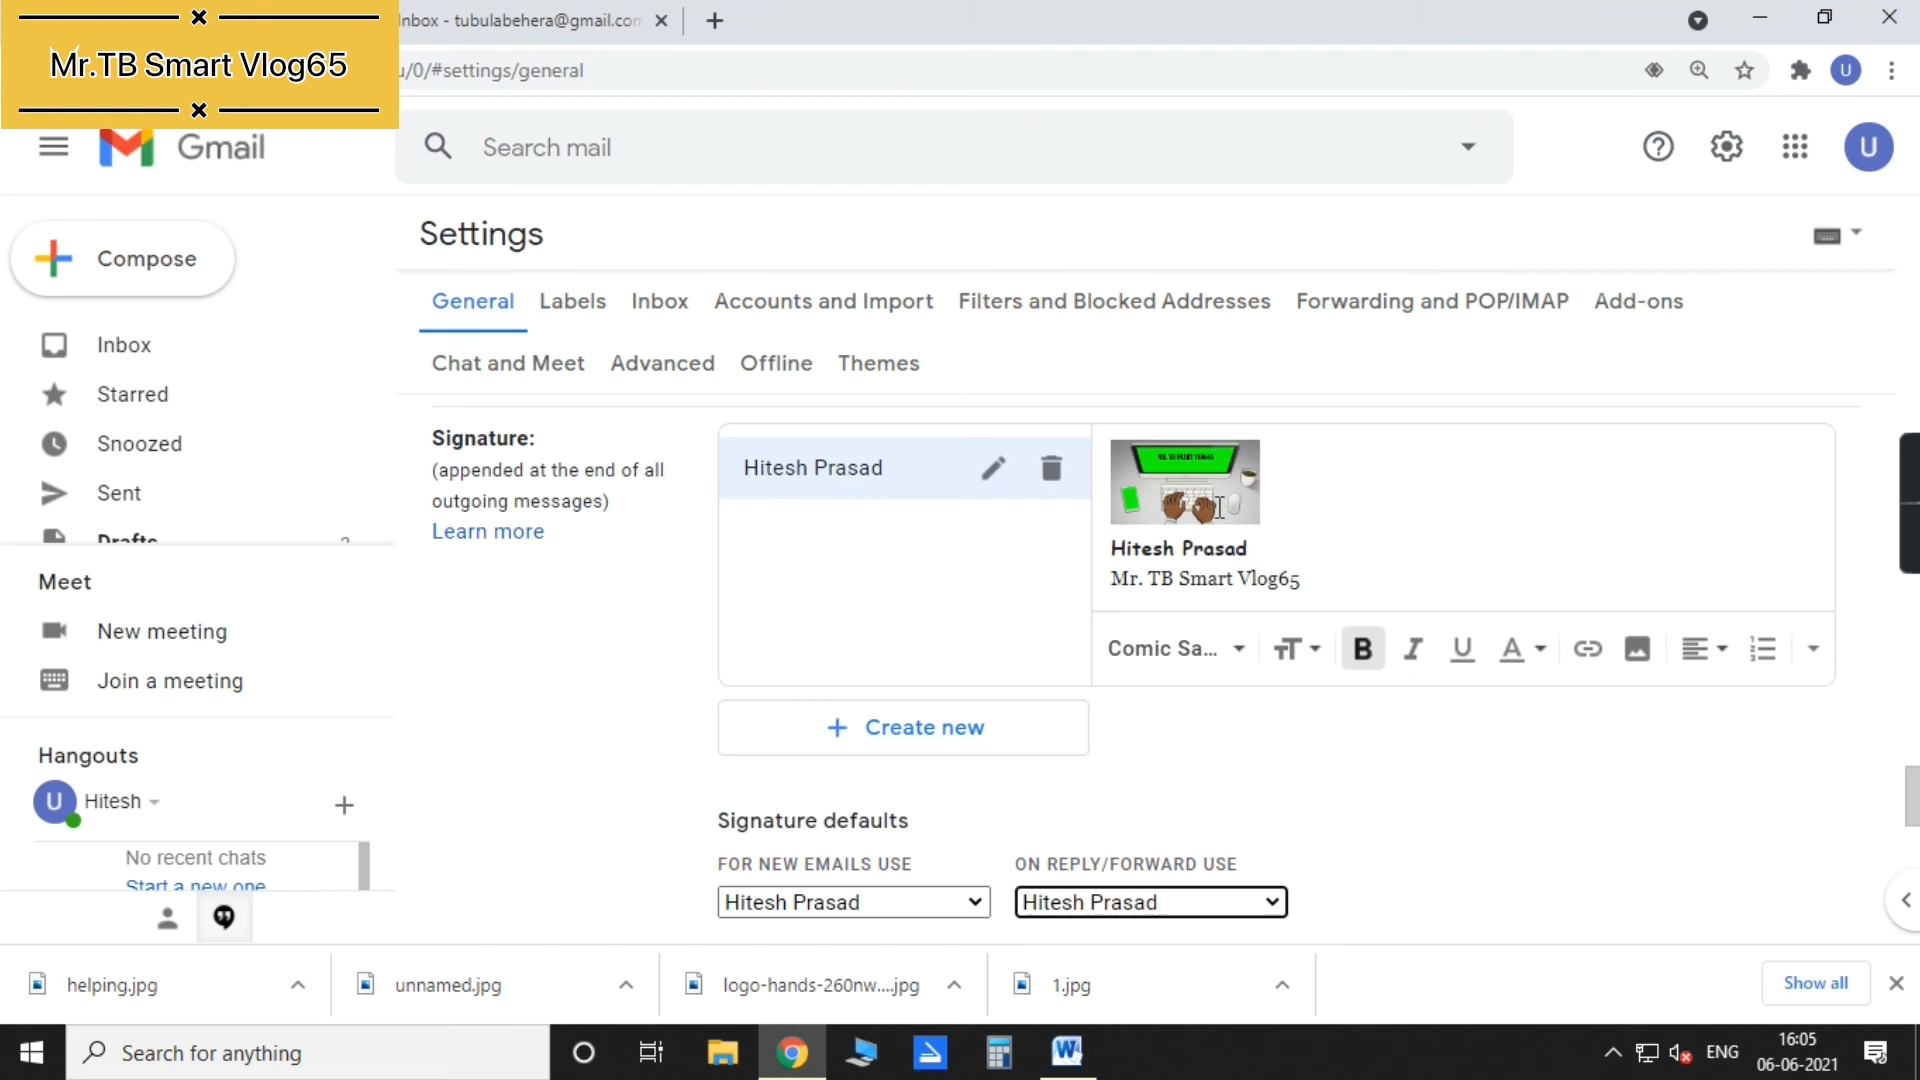 Mr.TB Smart Vlog65
Inbox - tubulabehera@gmail.com
u/0/#settings/general
U
Gmail
Search mail
U
Compose
Settings
General Labels Inbox Accounts and Import Filters and Blocked Addresses Forwarding and POP/IMAP Add-ons
Chat and Meet Advanced Offline Themes
Inbox
Starred
Snoozed
Sent
Drafts
Meet
New meeting
Join a meeting
Hangouts
U Hitesh
No recent chats
Start a new one
Signature:
(appended at the end of all
outgoing messages)
Learn more
Hitesh Prasad
Hitesh Prasad
Mr. TB Smart Vlog65
Comic Sa... B I U A
Create new
Signature defaults
FOR NEW EMAILS USE ON REPLY/FORWARD USE
Hitesh Prasad Hitesh Prasad
helping.jpg unnamed.jpg logo-hands-260nw....jpg 1.jpg Show all
Search for anything
ENG
16:05
06-06-2021